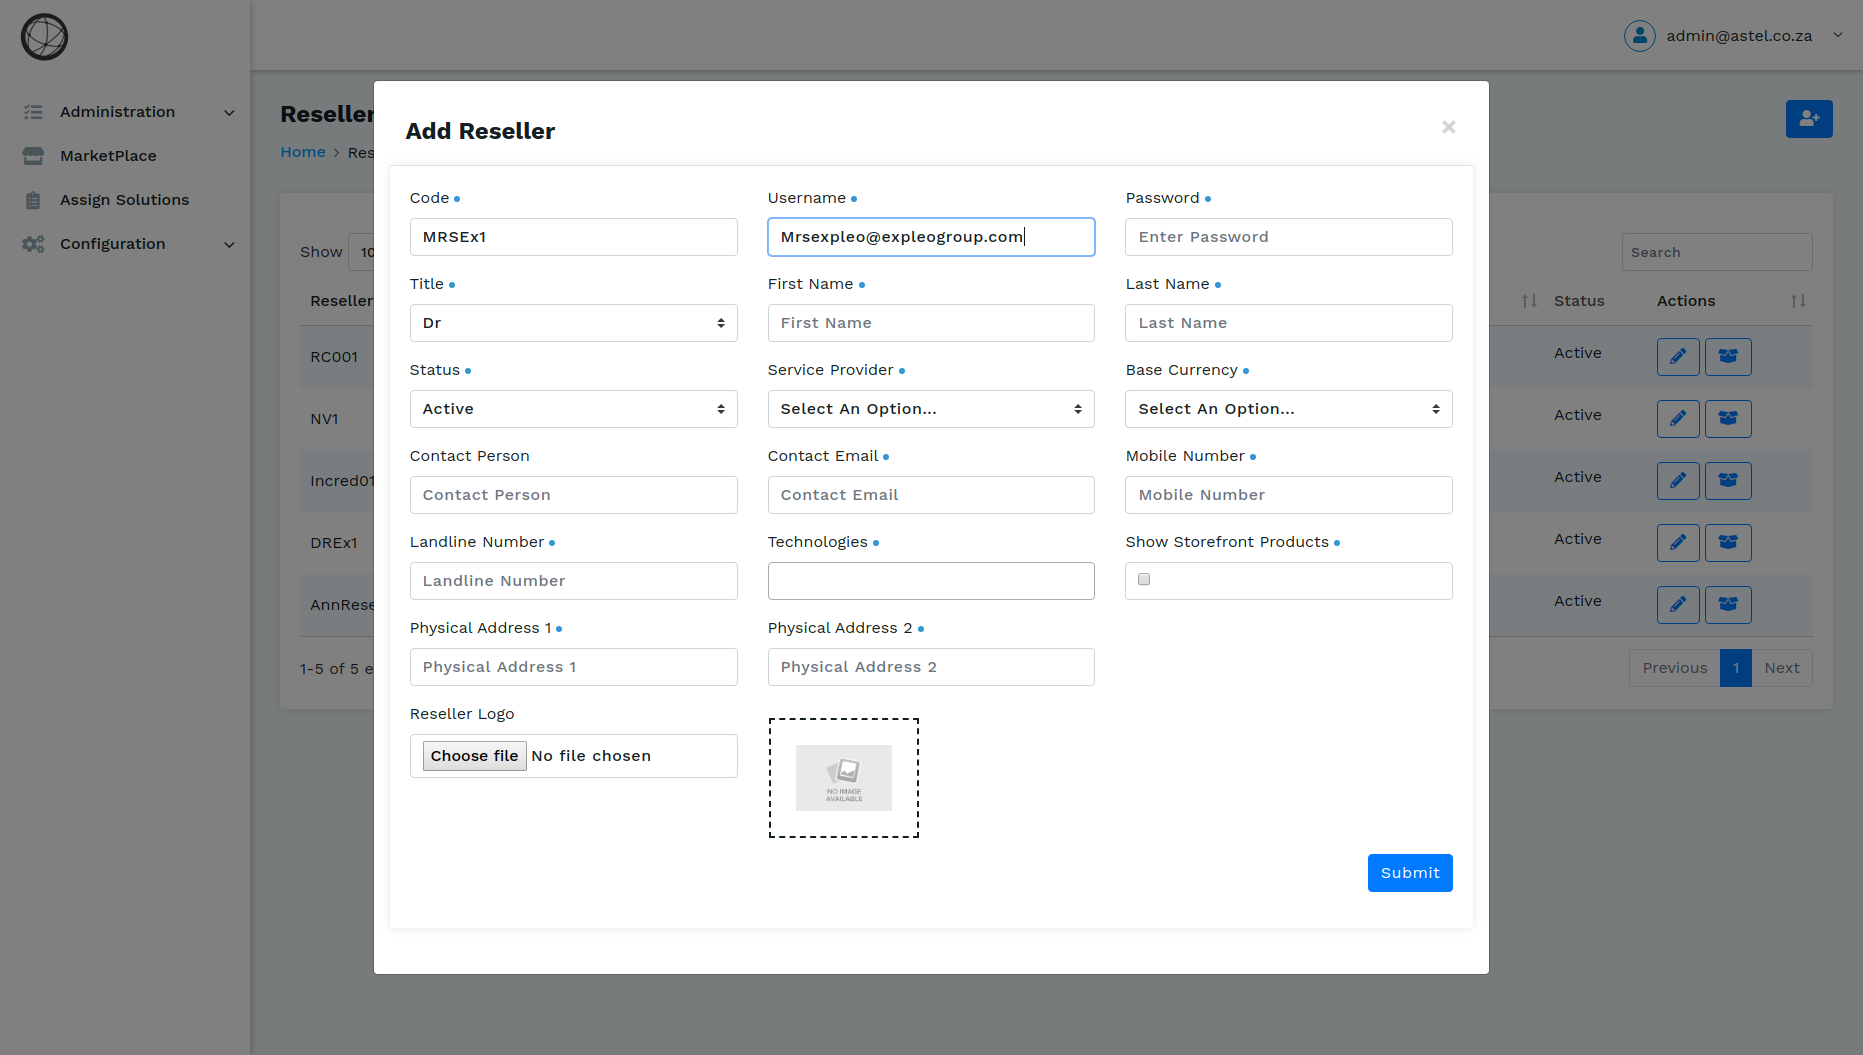 admin@astel.co.za
Administration
MarketPlace
Assign Solutions
Configuration
Reseller
Home > Res
Show 10
Search
Reseller Status Actions
RC001 Active
NV1 Active
Incred01 Active
DREx1 Active
AnnRese Active
1-5 of 5 e
Previous 1 Next
Add Reseller
×
Code Username Password
MRSEx1 Mrsexpleo@expleogroup.com Enter Password
Title First Name Last Name
Dr First Name Last Name
Status Service Provider Base Currency
Active Select An Option... Select An Option...
Contact Person Contact Email Mobile Number
Contact Person Contact Email Mobile Number
Landline Number Technologies Show Storefront Products
Landline Number
Physical Address 1 Physical Address 2
Physical Address 1 Physical Address 2
Reseller Logo
Choose file No file chosen
NO IMAGE
AVAILABLE
Submit